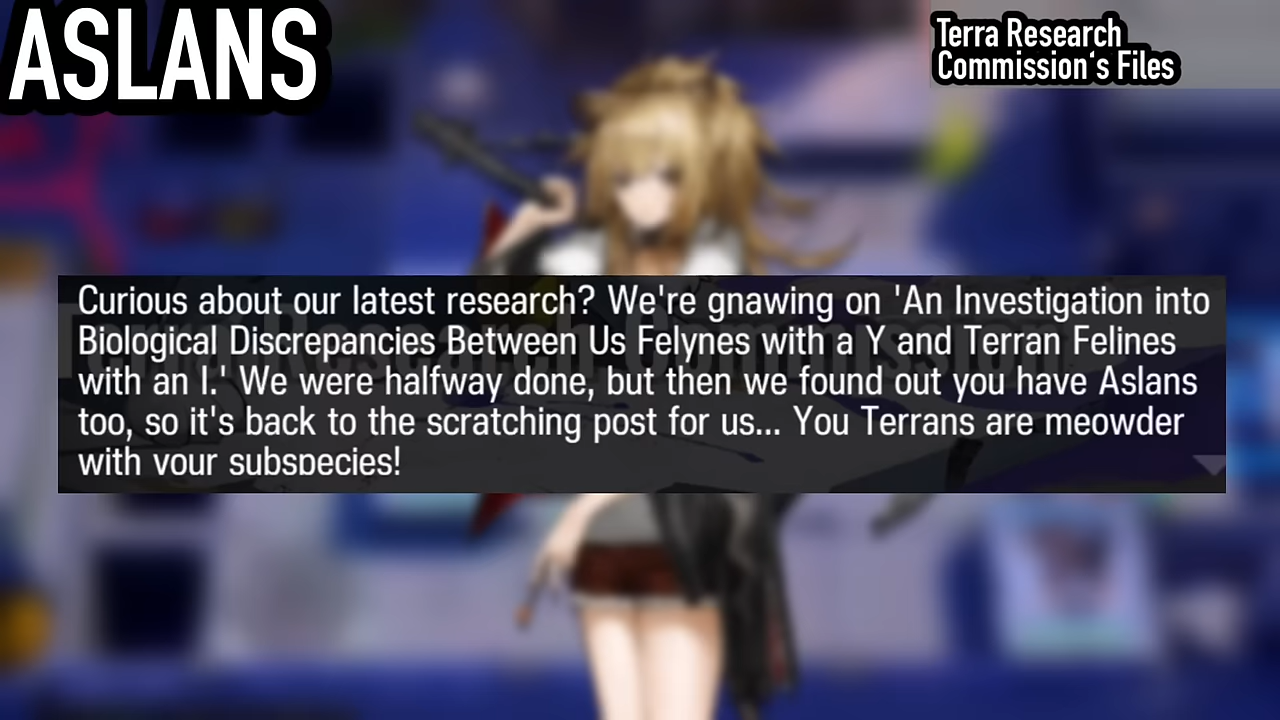 ASLANS
Terra Research
Commission's Files
Curious about our latest research? We're gnawing on 'An Investigation into
Biological Discrepancies Between Us Felynes with a Y and Terran Felines
with an I.' We were halfway done, but then we found out you have Aslans
too, so it's back to the scratching post for us... You Terrans are meowder
with your subspecies!